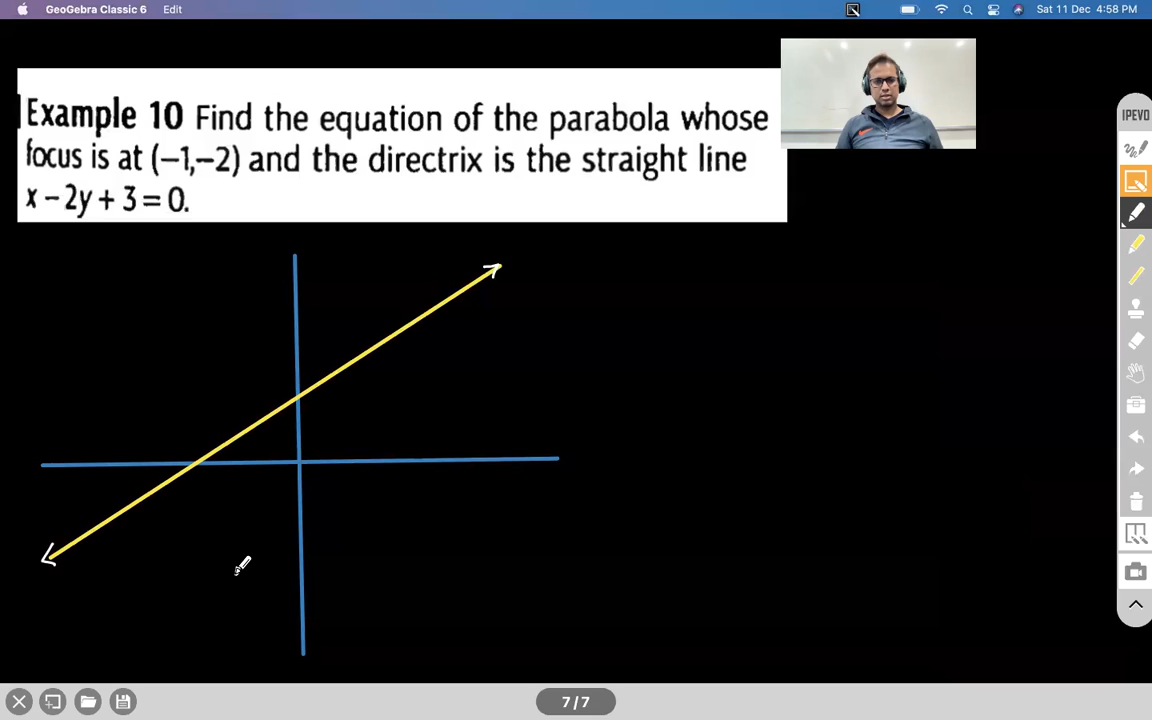 GeoGebra Classic 6 Edit Sat 11 Dec 4:58 PM
Example 10 Find the equation of the parabola whose
focus is at (−1,−2) and the directrix is the straight line
x − 2y + 3 = 0.
IPEVO
7 / 7